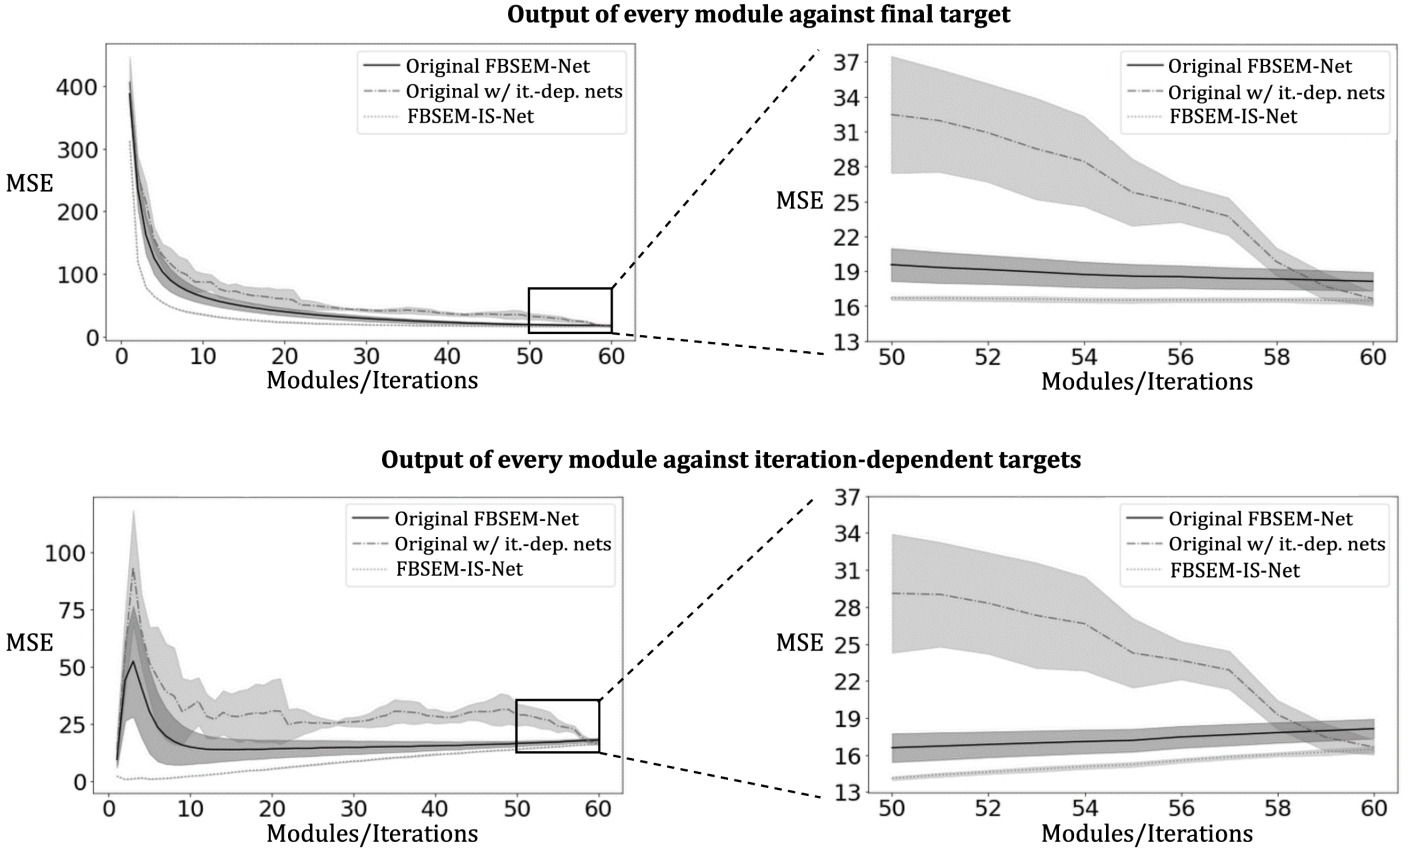 Output of every module against final target
MSE
400
300
200
100
0
Original FBSEM-Net
Original w/ it.-dep. nets
FBSEM-IS-Net
0 10 20 30 40 50 60
Modules/Iterations
MSE
37
34
31
28
25
22
19
16
13
Original FBSEM-Net
Original w/ it.-dep. nets
FBSEM-IS-Net
50 52 54 56 58 60
Modules/Iterations
Output of every module against iteration-dependent targets
MSE
100
75
50
25
0
Original FBSEM-Net
Original w/ it.-dep. nets
FBSEM-IS-Net
0 10 20 30 40 50 60
Modules/Iterations
MSE
37
34
31
28
25
22
19
16
13
Original FBSEM-Net
Original w/ it.-dep. nets
FBSEM-IS-Net
50 52 54 56 58 60
Modules/Iterations